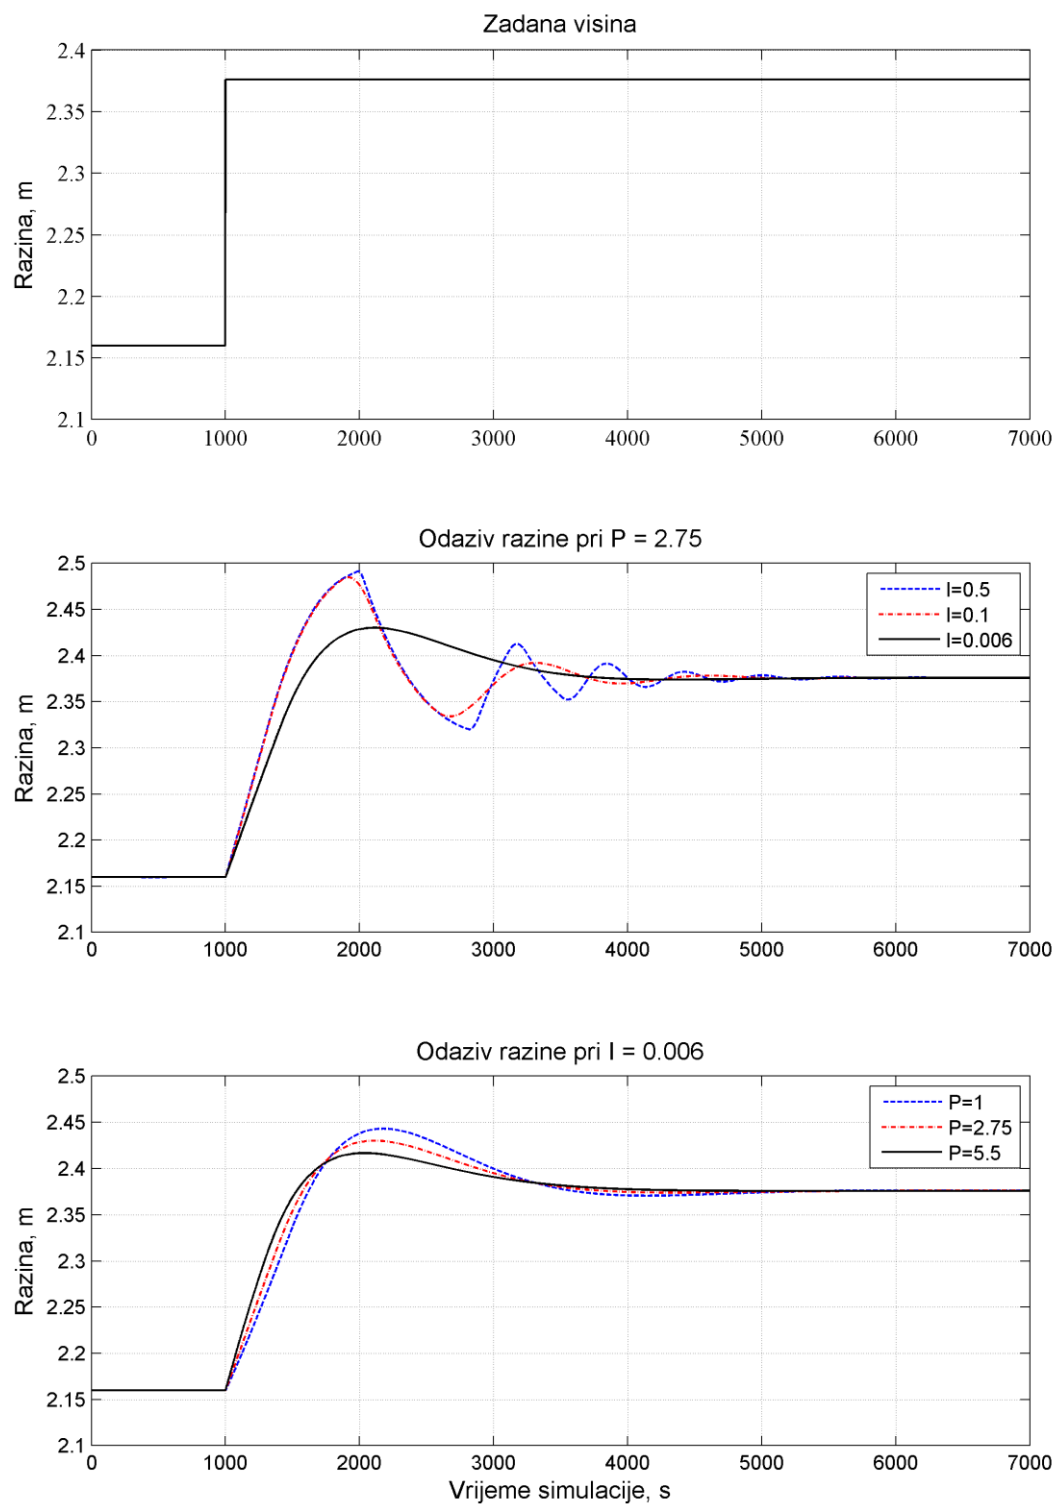 Zadana visina
2.4
2.35
2.3
2.25
2.2
2.15
2.1
Razina, m
0 1000 2000 3000 4000 5000 6000 7000
Odaziv razine pri P = 2.75
2.5
2.45
2.4
2.35
2.3
2.25
2.2
2.15
2.1
Razina, m
I=0.5
I=0.1
I=0.006
0 1000 2000 3000 4000 5000 6000 7000
Odaziv razine pri I = 0.006
2.5
2.45
2.4
2.35
2.3
2.25
2.2
2.15
2.1
Razina, m
P=1
P=2.75
P=5.5
0 1000 2000 3000 4000 5000 6000 7000
Vrijeme simulacije, s